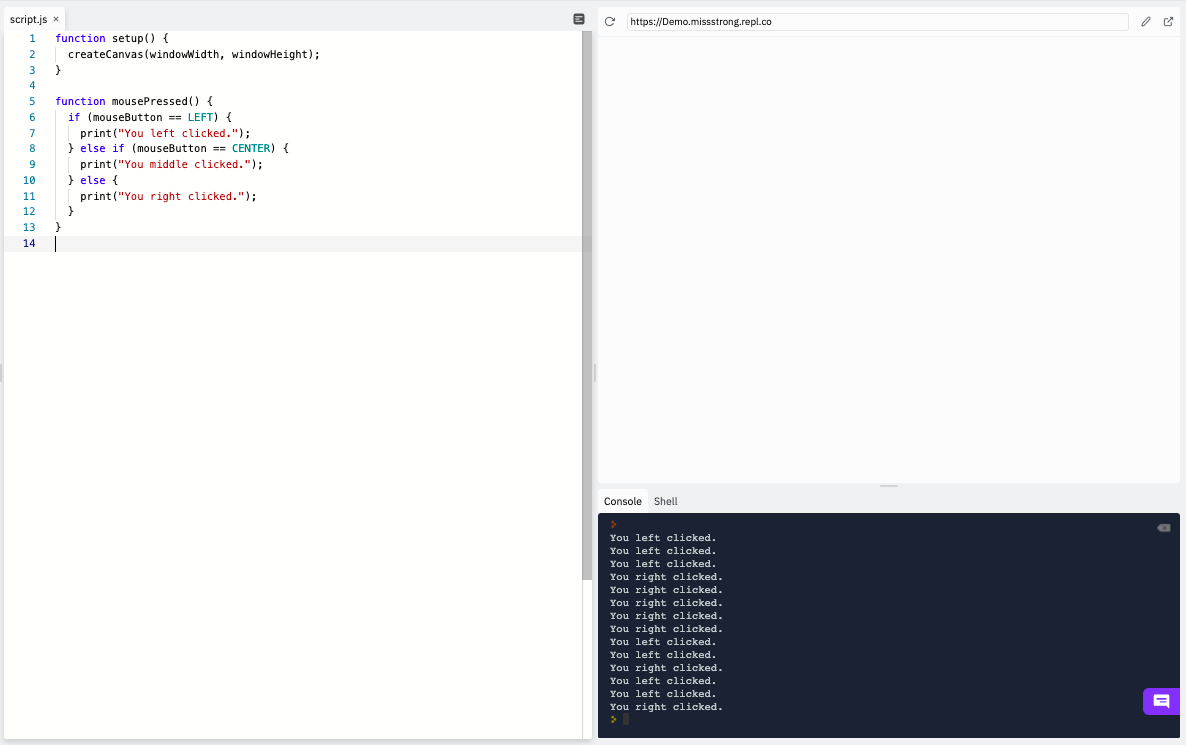 script.js ×
1 function setup() {
2   createCanvas(windowWidth, windowHeight);
3 }
4
5 function mousePressed() {
6   if (mouseButton == LEFT) {
7     print("You left clicked.");
8   } else if (mouseButton == CENTER) {
9     print("You middle clicked.");
10   } else {
11     print("You right clicked.");
12   }
13 }
14
https://Demo.missstrong.repl.co
Console Shell
You left clicked.
You left clicked.
You left clicked.
You right clicked.
You right clicked.
You right clicked.
You right clicked.
You right clicked.
You left clicked.
You left clicked.
You right clicked.
You left clicked.
You left clicked.
You right clicked.